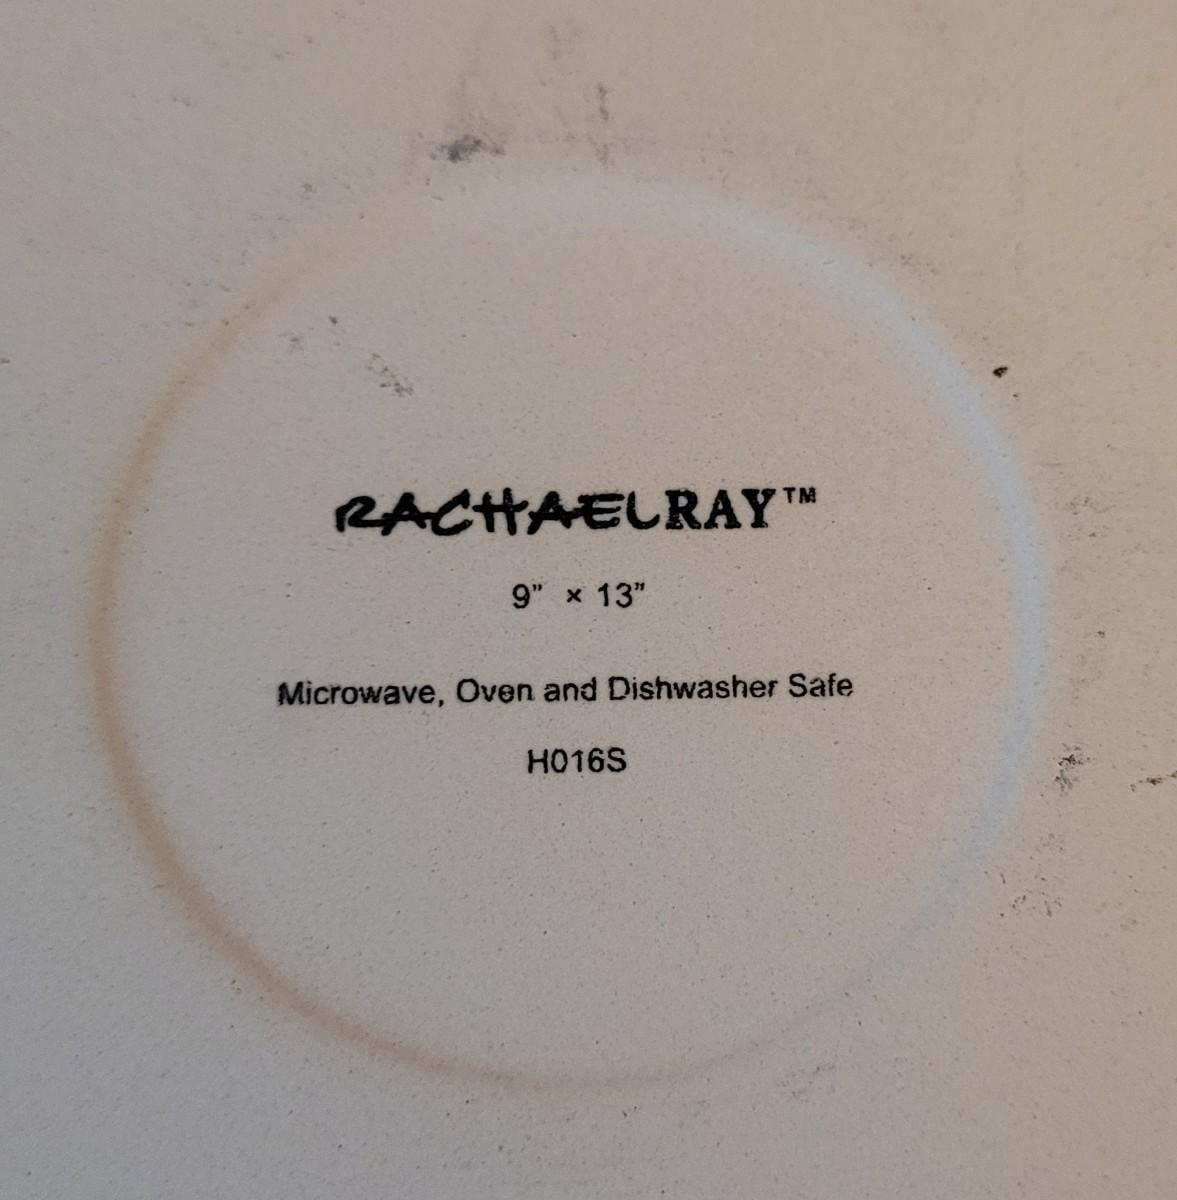 RACHAELRAY™
9" × 13"
Microwave, Oven and Dishwasher Safe
H016S